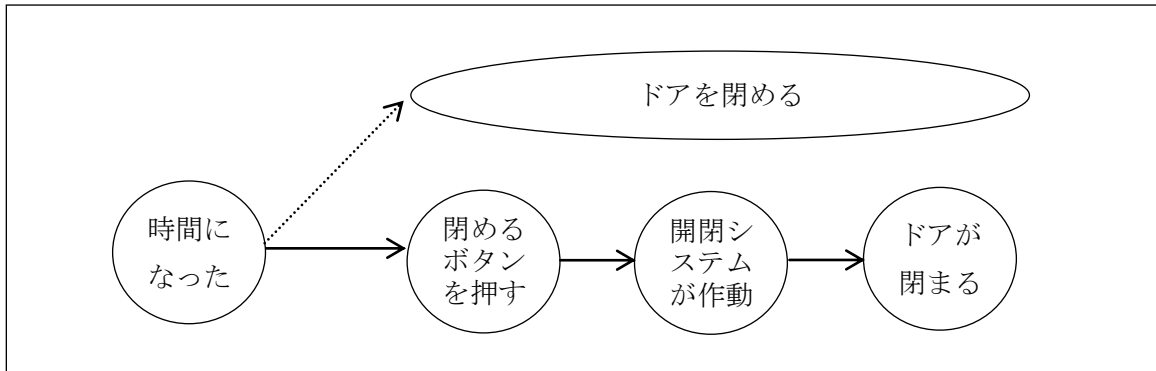 ドアを閉める
時間に
なった
閉める
ボタン
を押す
開閉シ
ステム
が作動
ドアが
閉まる